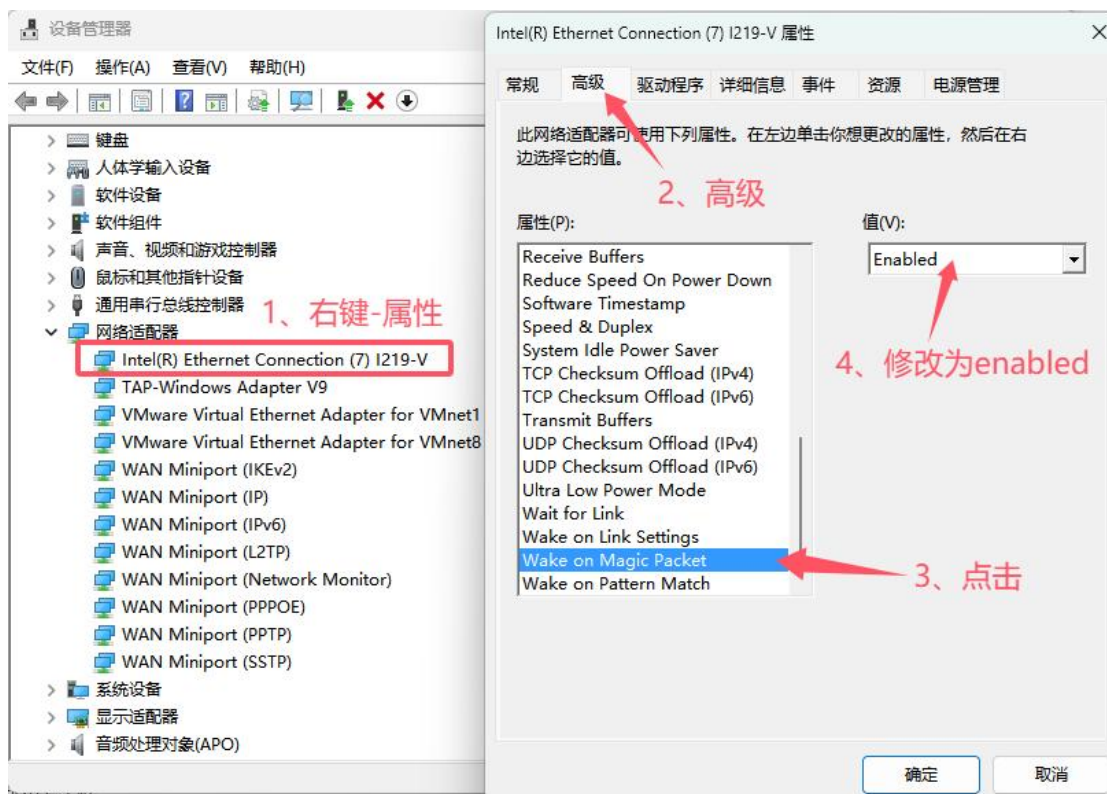 设备管理器
文件(F) 操作(A) 查看(V) 帮助(H)
键盘
人体学输入设备
软件设备
软件组件
声音、视频和游戏控制器
鼠标和其他指针设备
通用串行总线控制器
1、右键-属性
网络适配器
Intel(R) Ethernet Connection (7) I219-V
TAP-Windows Adapter V9
VMware Virtual Ethernet Adapter for VMnet1
VMware Virtual Ethernet Adapter for VMnet8
WAN Miniport (IKEv2)
WAN Miniport (IP)
WAN Miniport (IPv6)
WAN Miniport (L2TP)
WAN Miniport (Network Monitor)
WAN Miniport (PPPOE)
WAN Miniport (PPTP)
WAN Miniport (SSTP)
系统设备
显示适配器
音频处理对象(APO)
Intel(R) Ethernet Connection (7) I219-V 属性
常规 高级 驱动程序 详细信息 事件 资源 电源管理
此网络适配器可使用下列属性。在左边单击你想更改的属性，然后在右
边选择它的值。
2、高级
属性(P):
值(V):
Receive Buffers
Enabled
Reduce Speed On Power Down
Software Timestamp
Speed & Duplex
System Idle Power Saver
4、修改为enabled
TCP Checksum Offload (IPv4)
TCP Checksum Offload (IPv6)
Transmit Buffers
UDP Checksum Offload (IPv4)
UDP Checksum Offload (IPv6)
Ultra Low Power Mode
Wait for Link
Wake on Link Settings
Wake on Magic Packet
3、点击
Wake on Pattern Match
确定 取消